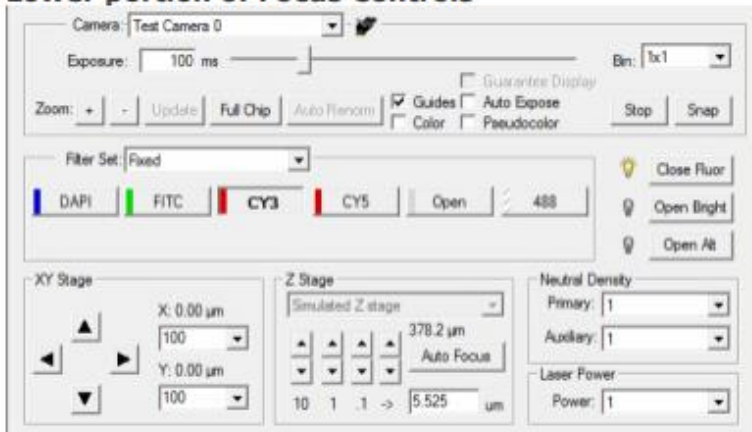 Lower portion of Focus Controls
Camera: Test Camera 0
Exposure: 100 ms Bin: 1x1
Guarantee Display
Zoom: + - Update Full Chip Auto Renorm Guides Auto Expose Stop Snap
Color Pseudocolor
Filter Set: Fixed
Close Fluor
DAPI FITC CY3 CY5 Open 488
Open Bright
Open Alt
XY Stage
X: 0.00 µm
100
Y: 0.00 µm
100
Z Stage
Simulated Z stage
378.2 µm
Auto Focus
10 1 .1 -> 5.525 um
Neutral Density
Primary: 1
Auxiliary: 1
Laser Power
Power: 1